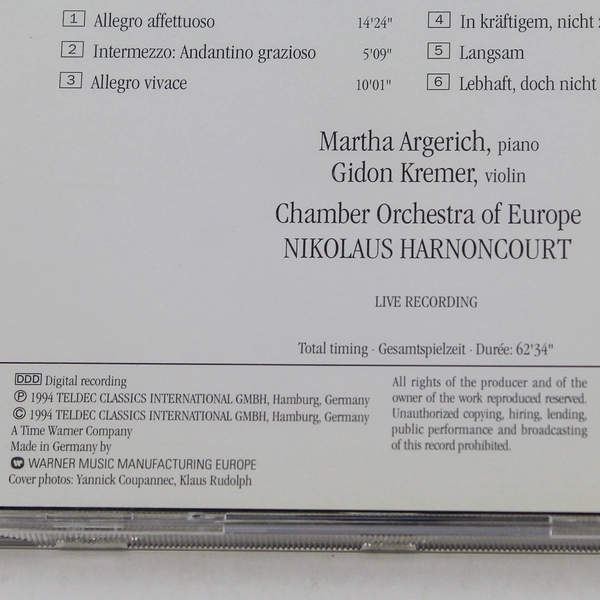 1 Allegro affettuoso 14'24"
2 Intermezzo: Andantino grazioso 5'09"
3 Allegro vivace 10'01"
4 In kräftigem, nicht
5 Langsam
6 Lebhaft, doch nicht
Martha Argerich, piano
Gidon Kremer, violin
Chamber Orchestra of Europe
NIKOLAUS HARNONCOURT
LIVE RECORDING
Total timing · Gesamtspielzeit · Durée: 62'34"
DDD Digital recording
Ⓟ 1994 TELDEC CLASSICS INTERNATIONAL GMBH, Hamburg, Germany
© 1994 TELDEC CLASSICS INTERNATIONAL GMBH, Hamburg, Germany
A Time Warner Company
Made in Germany by
WARNER MUSIC MANUFACTURING EUROPE
Cover photos: Yannick Coupannec, Klaus Rudolph
All rights of the producer and of the
owner of the work reproduced reserved.
Unauthorized copying, hiring, lending,
public performance and broadcasting
of this record prohibited.